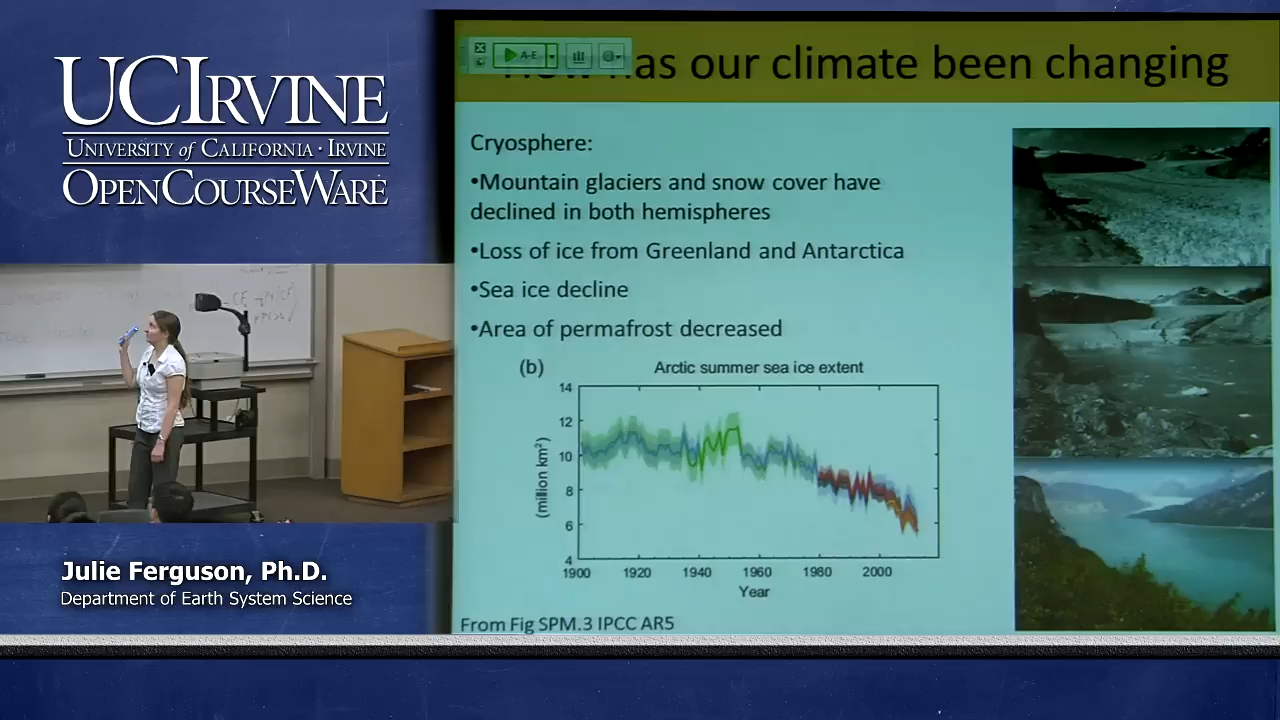 UCIRVINE
UNIVERSITY of CALIFORNIA · IRVINE
OPENCOURSEWARE
Julie Ferguson, Ph.D.
Department of Earth System Science
A-E
has our climate been changing
Cryosphere:
•Mountain glaciers and snow cover have
declined in both hemispheres
•Loss of ice from Greenland and Antarctica
•Sea ice decline
•Area of permafrost decreased
(b) Arctic summer sea ice extent
(million km²)
14
12
10
8
6
4
1900 1920 1940 1960 1980 2000
Year
From Fig SPM.3 IPCC AR5